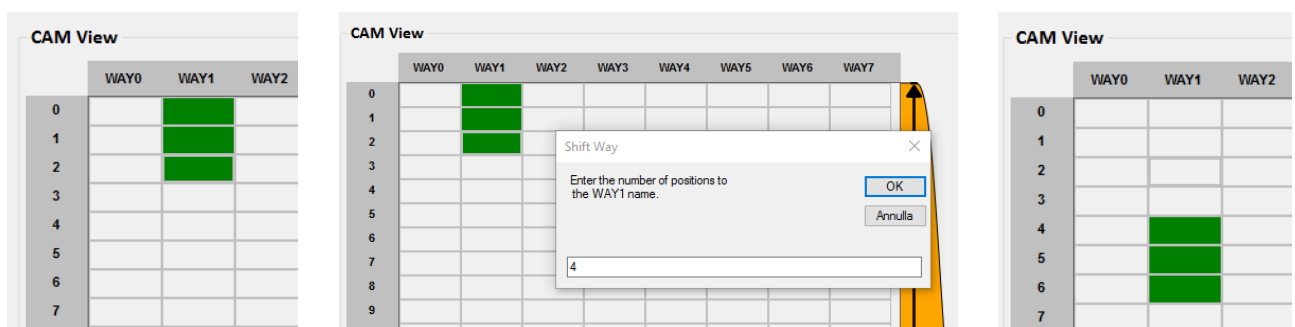 CAM View
WAY0 WAY1 WAY2
0
1
2
3
4
5
6
7
CAM View
WAY0 WAY1 WAY2 WAY3 WAY4 WAY5 WAY6 WAY7
0
1
2
3
4
5
6
7
8
9
Shift Way
Enter the number of positions to
the WAY1 name.
OK
Annulla
4
CAM View
WAY0 WAY1 WAY2
0
1
2
3
4
5
6
7